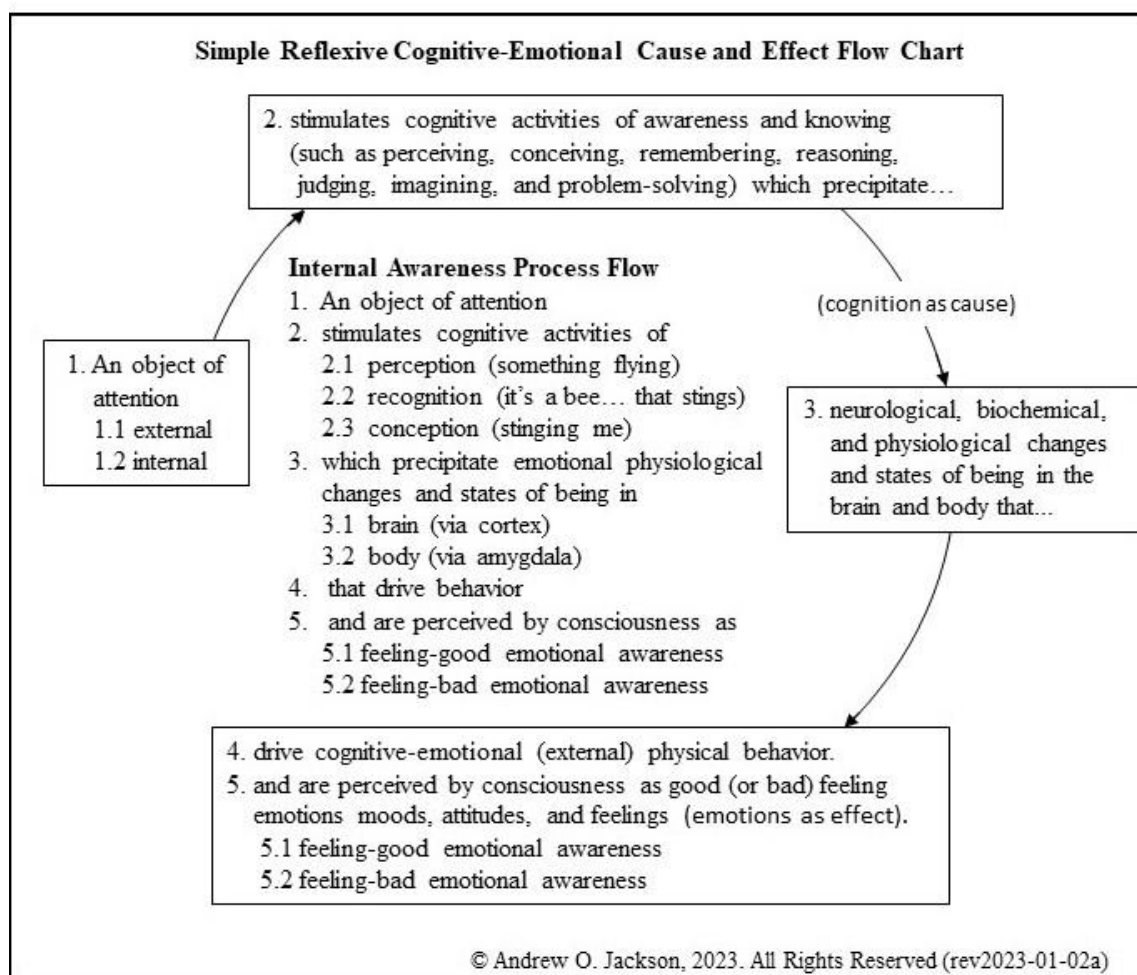 Simple Reflexive Cognitive-Emotional Cause and Effect Flow Chart
2. stimulates cognitive activities of awareness and knowing
(such as perceiving, conceiving, remembering, reasoning,
judging, imagining, and problem-solving) which precipitate…
(cognition as cause)
1. An object of
attention
1.1 external
1.2 internal
Internal Awareness Process Flow
1. An object of attention
2. stimulates cognitive activities of
2.1 perception (something flying)
2.2 recognition (it's a bee… that stings)
2.3 conception (stinging me)
3. which precipitate emotional physiological
changes and states of being in
3.1 brain (via cortex)
3.2 body (via amygdala)
4. that drive behavior
5. and are perceived by consciousness as
5.1 feeling-good emotional awareness
5.2 feeling-bad emotional awareness
3. neurological, biochemical,
and physiological changes
and states of being in the
brain and body that...
4. drive cognitive-emotional (external) physical behavior.
5. and are perceived by consciousness as good (or bad) feeling
emotions moods, attitudes, and feelings (emotions as effect).
5.1 feeling-good emotional awareness
5.2 feeling-bad emotional awareness
© Andrew O. Jackson, 2023. All Rights Reserved (rev2023-01-02a)